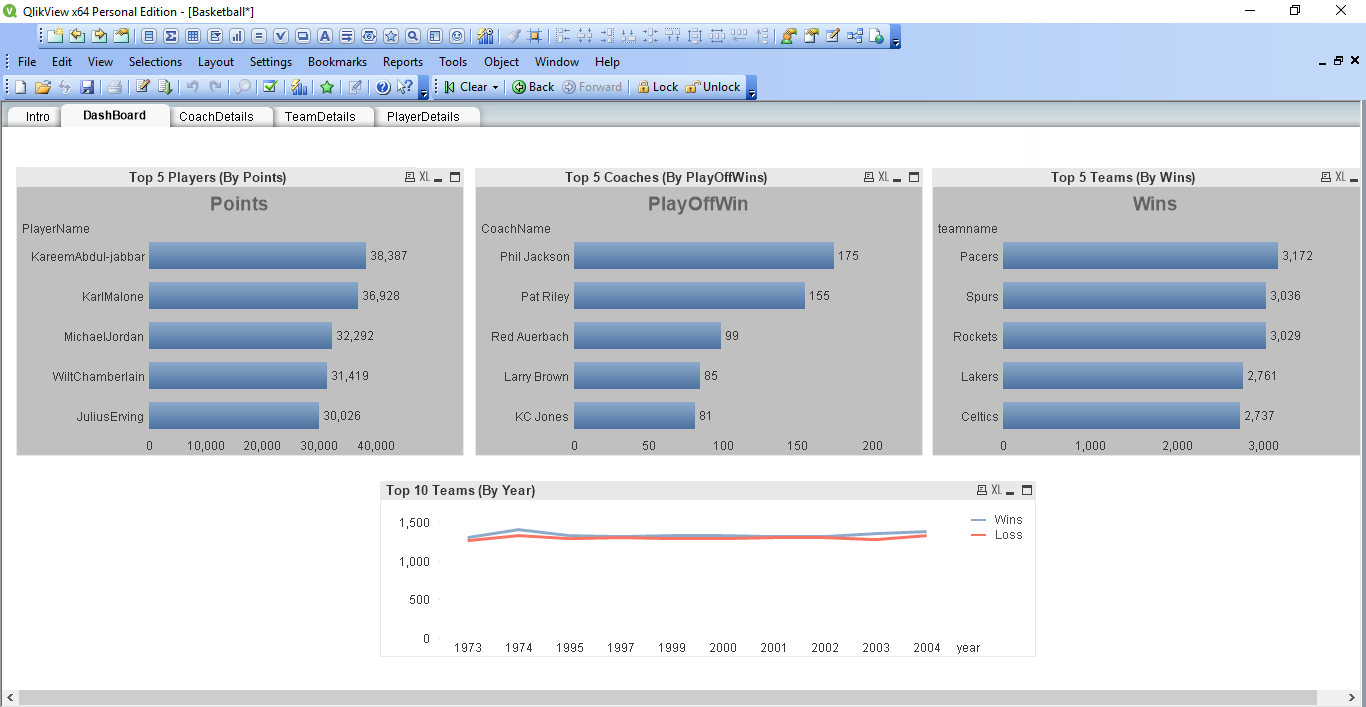 QlikView x64 Personal Edition - [Basketball*]
File Edit View Selections Layout Settings Bookmarks Reports Tools Object Window Help
Clear Back Forward Lock Unlock
Intro DashBoard CoachDetails TeamDetails PlayerDetails
Top 5 Players (By Points) XL
Points
PlayerName
KareemAbdul-jabbar 38,387
KarlMalone 36,928
MichaelJordan 32,292
WiltChamberlain 31,419
JuliusErving 30,026
0 10,000 20,000 30,000 40,000
Top 5 Coaches (By PlayOffWins) XL
PlayOffWin
CoachName
Phil Jackson 175
Pat Riley 155
Red Auerbach 99
Larry Brown 85
KC Jones 81
0 50 100 150 200
Top 5 Teams (By Wins) XL
Wins
teamname
Pacers 3,172
Spurs 3,036
Rockets 3,029
Lakers 2,761
Celtics 2,737
0 1,000 2,000 3,000
Top 10 Teams (By Year) XL
1,500
1,000
500
0
Wins
Loss
1973 1974 1995 1997 1999 2000 2001 2002 2003 2004 year